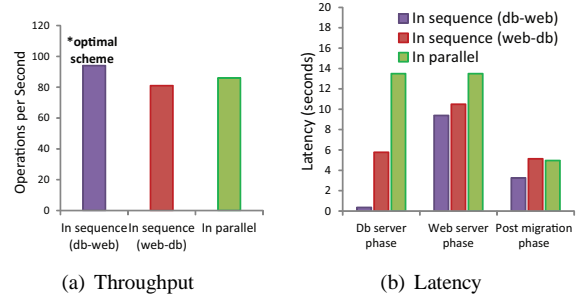 Operations per Second
120
100
80
60
40
20
0
*optimal
scheme
In sequence
(db-web)
In sequence
(web-db)
In parallel
(a) Throughput
Latency (seconds)
20
18
16
14
12
10
8
6
4
2
0
In sequence (db-web)
In sequence (web-db)
In parallel
Db server
phase
Web server
phase
Post migration
phase
(b) Latency